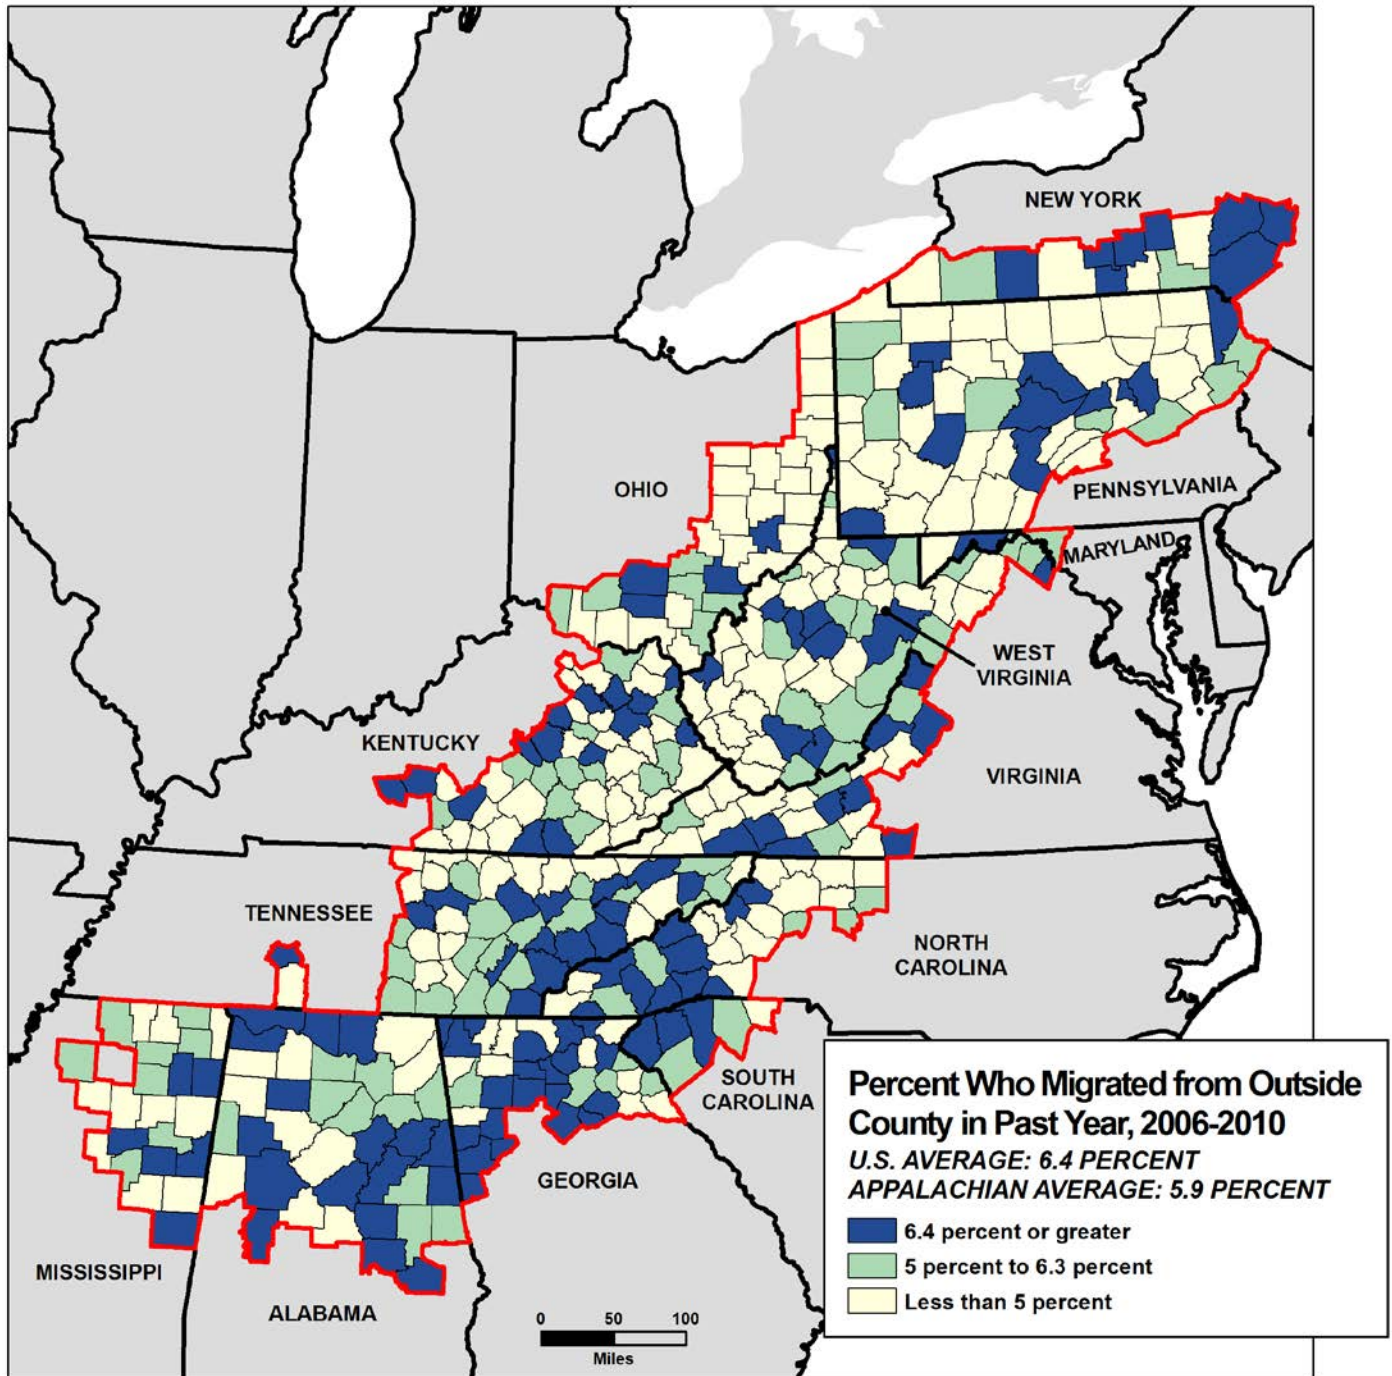 NEW YORK
OHIO
PENNSYLVANIA
MARYLAND
WEST
VIRGINIA
KENTUCKY
VIRGINIA
TENNESSEE
NORTH
CAROLINA
SOUTH
CAROLINA
GEORGIA
MISSISSIPPI
ALABAMA
0 50 100
Miles
Percent Who Migrated from Outside
County in Past Year, 2006-2010
U.S. AVERAGE: 6.4 PERCENT
APPALACHIAN AVERAGE: 5.9 PERCENT
6.4 percent or greater
5 percent to 6.3 percent
Less than 5 percent